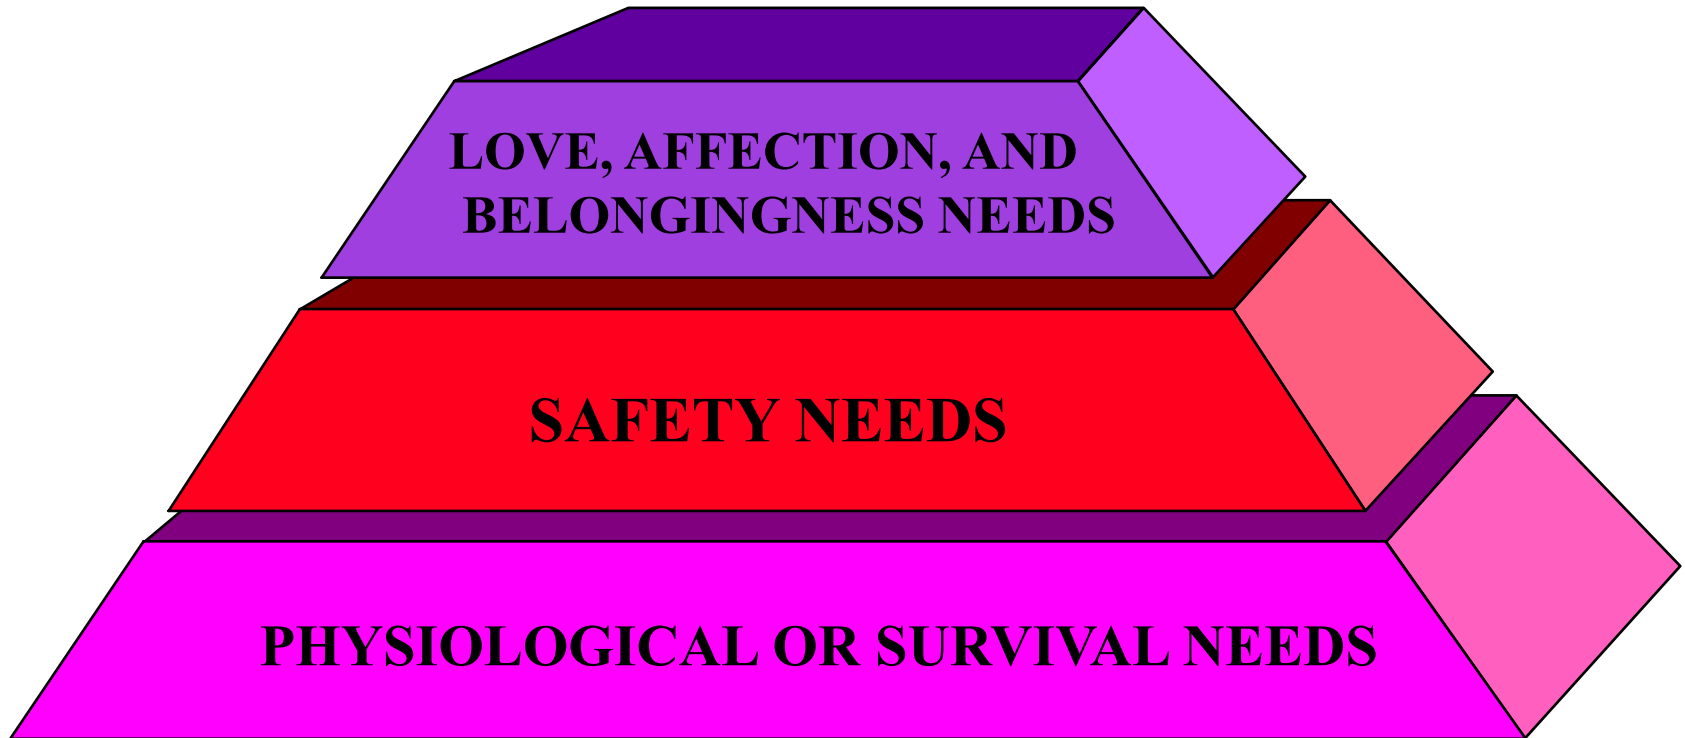 LOVE, AFFECTION, AND
BELONGINGNESS NEEDS
SAFETY NEEDS
PHYSIOLOGICAL OR SURVIVAL NEEDS